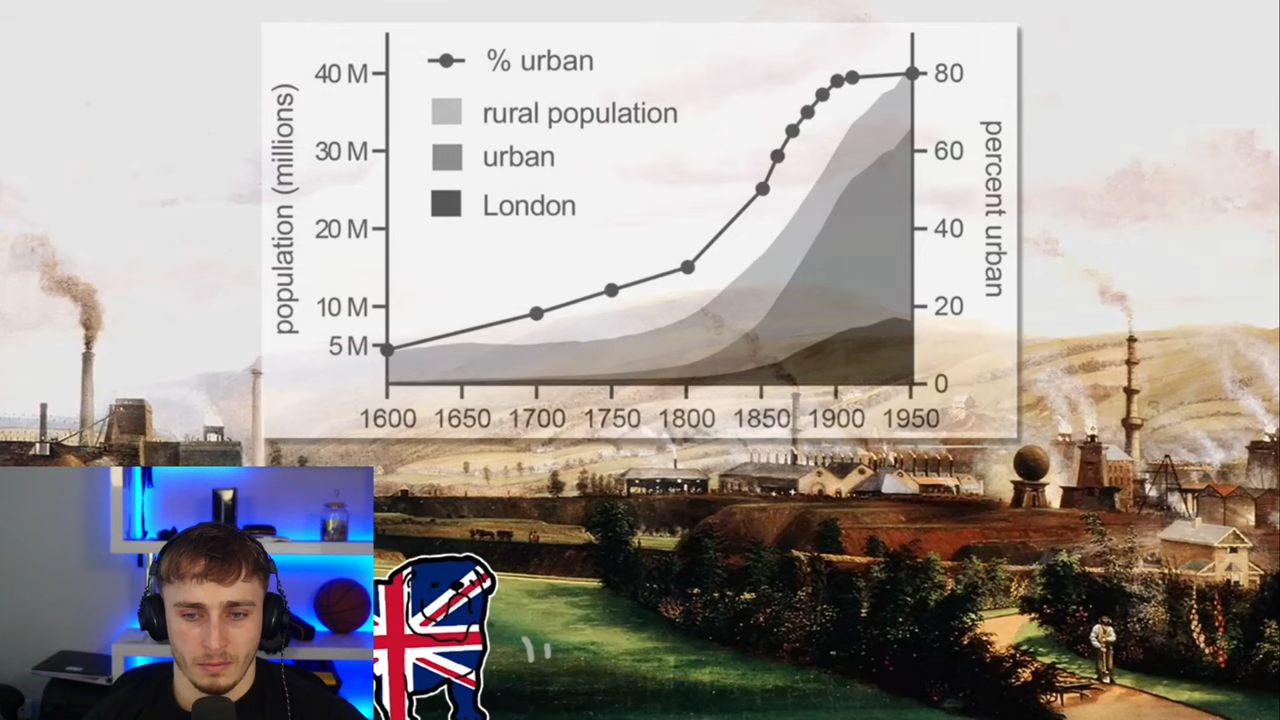 % urban
rural population
urban
London
population (millions)
40 M
30 M
20 M
10 M
5 M
80
60
40
20
0
percent urban
1600 1650 1700 1750 1800 1850 1900 1950